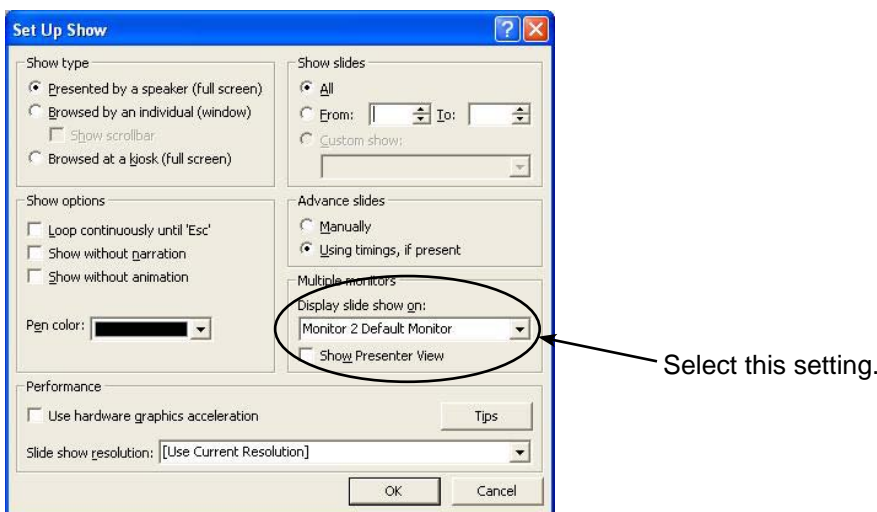 Set Up Show
Show type
Presented by a speaker (full screen)
Browsed by an individual (window)
Show scrollbar
Browsed at a kiosk (full screen)
Show slides
All
From: To:
Custom show:
Show options
Loop continuously until 'Esc'
Show without narration
Show without animation
Pen color:
Advance slides
Manually
Using timings, if present
Multiple monitors
Display slide show on:
Monitor 2 Default Monitor
Show Presenter View
Select this setting.
Performance
Use hardware graphics acceleration
Tips
Slide show resolution: [Use Current Resolution]
OK Cancel